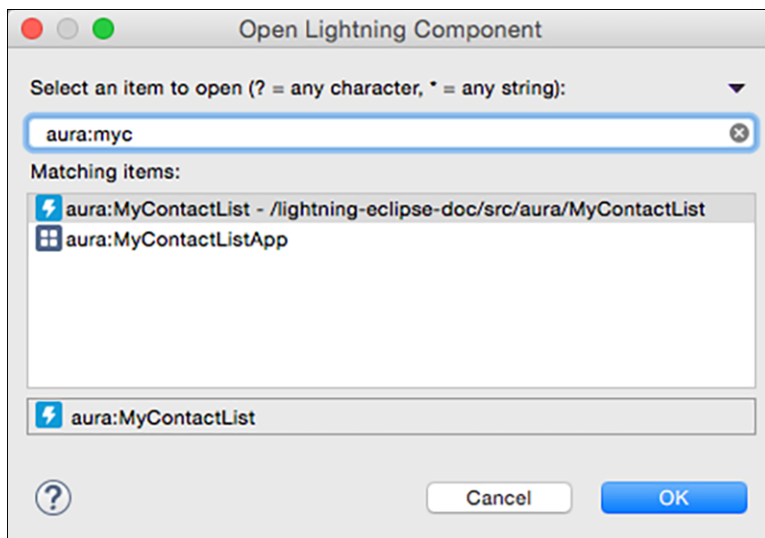 Open Lightning Component
Select an item to open (? = any character, * = any string):
aura:myc
Matching items:
aura:MyContactList - /lightning-eclipse-doc/src/aura/MyContactList
aura:MyContactListApp
aura:MyContactList
?
Cancel
OK